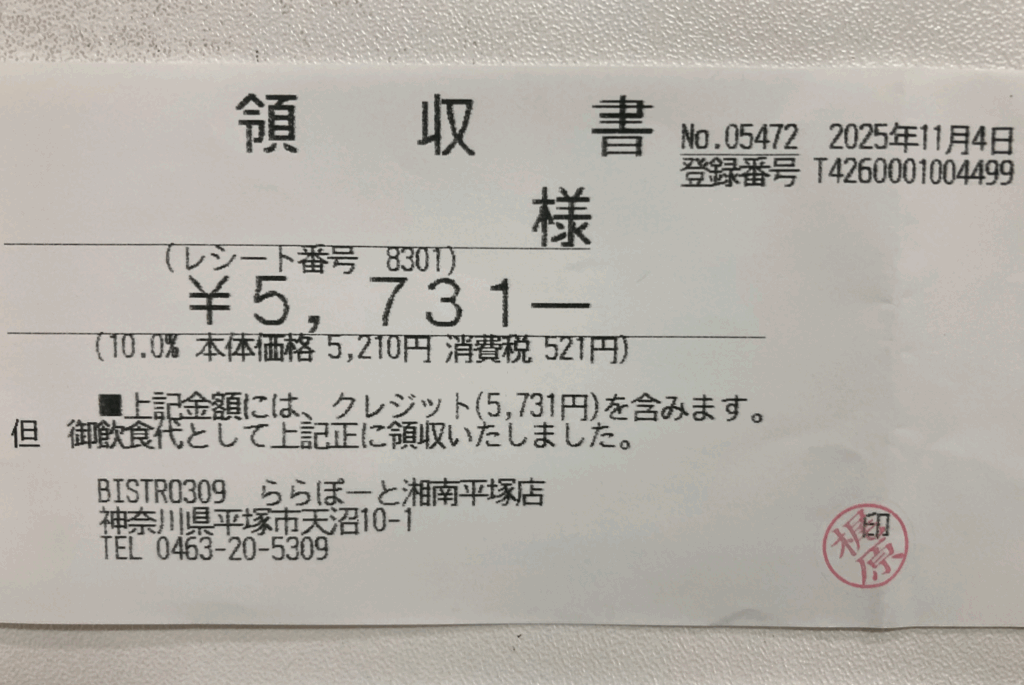 領収書
No.05472 2025年11月4日
登録番号 T4260001004499
様
(レシート番号 8301)
¥5,731―
(10.0% 本体価格 5,210円 消費税 521円)
■上記金額には、クレジット(5,731円)を含みます。
但 御飲食代として上記正に領収いたしました。
BISTRO309 ららぽーと湘南平塚店
神奈川県平塚市天沼10-1
TEL 0463-20-5309
印
梶原